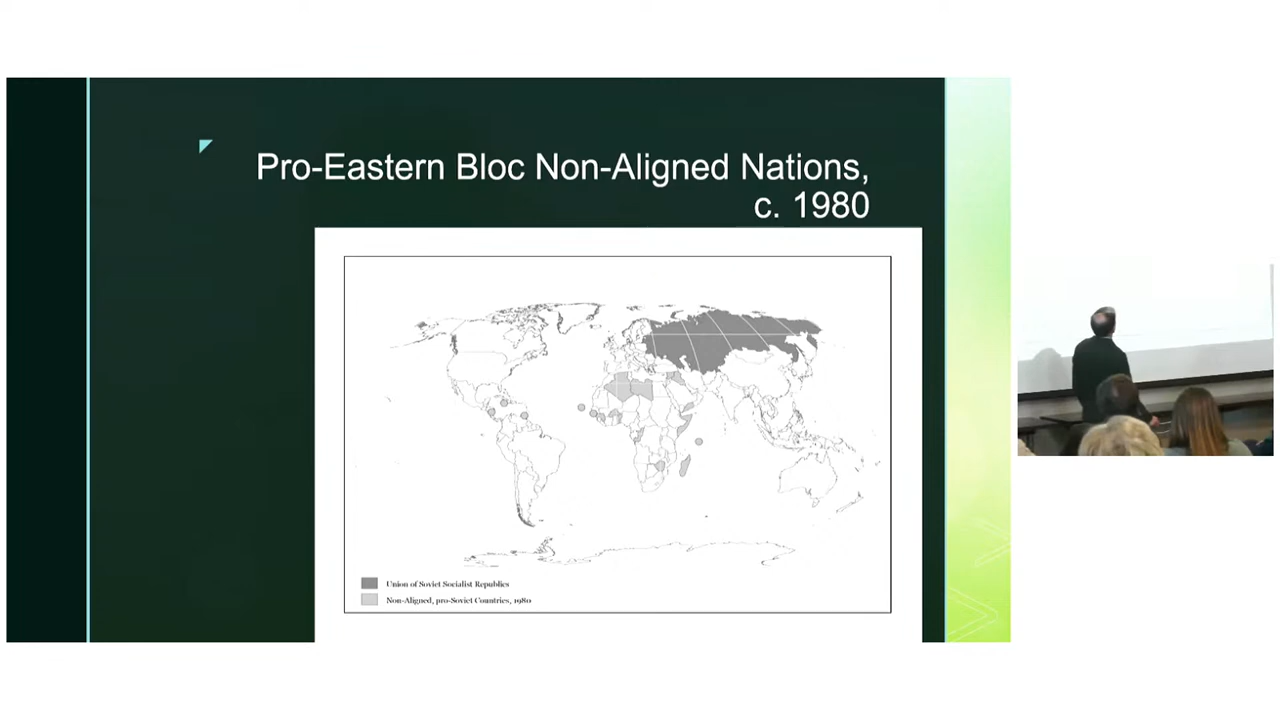 Pro-Eastern Bloc Non-Aligned Nations,
c. 1980
Union of Soviet Socialist Republics
Non-Aligned, pro-Soviet Countries, 1980